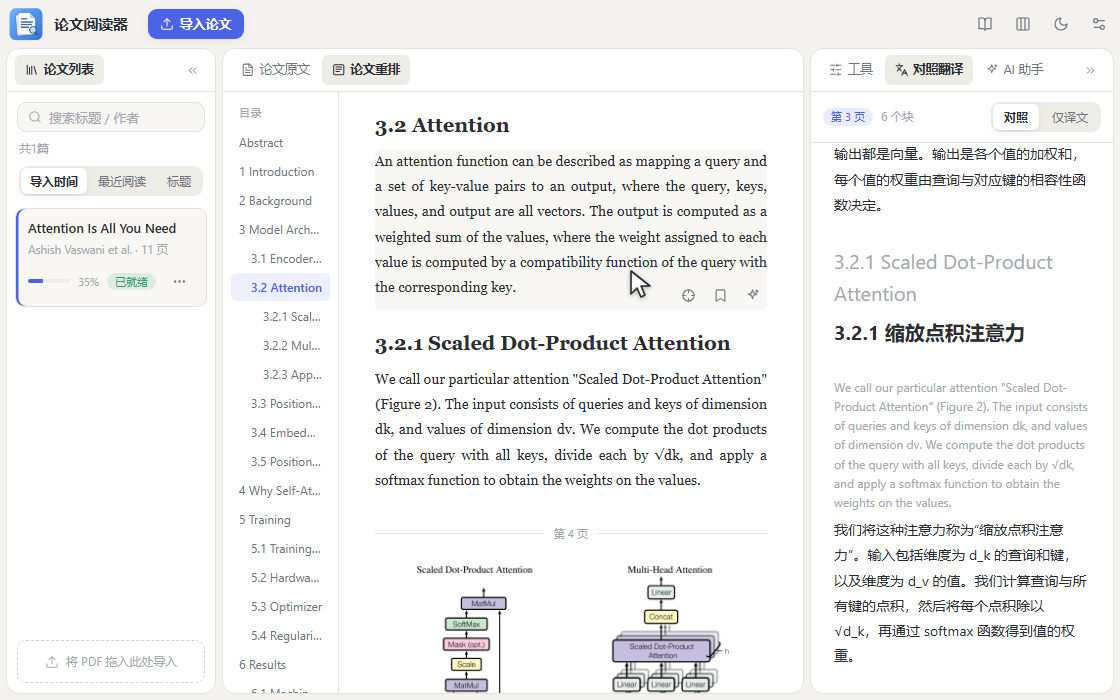 论文阅读器
导入论文
论文列表
搜索标题 / 作者
共1篇
导入时间
最近阅读
标题
Attention Is All You Need
Ashish Vaswani et al. · 11 页
35%
已就绪
将 PDF 拖入此处导入
论文原文
论文重排
目录
Abstract
1 Introduction
2 Background
3 Model Arch...
3.1 Encoder...
3.2 Attention
3.2.1 Scal...
3.2.2 Mul...
3.2.3 App...
3.3 Position...
3.4 Embed...
3.5 Position...
4 Why Self-At...
5 Training
5.1 Training...
5.2 Hardwa...
5.3 Optimizer
5.4 Regulari...
6 Results
3.2 Attention
An attention function can be described as mapping a query and
a set of key-value pairs to an output, where the query, keys,
values, and output are all vectors. The output is computed as a
weighted sum of the values, where the weight assigned to each
value is computed by a compatibility function of the query with
the corresponding key.
3.2.1 Scaled Dot-Product Attention
We call our particular attention "Scaled Dot-Product Attention"
(Figure 2). The input consists of queries and keys of dimension
dk, and values of dimension dv. We compute the dot products
of the query with all keys, divide each by √dk, and apply a
softmax function to obtain the weights on the values.
第 4 页
Scaled Dot-Product Attention
MatMul
SoftMax
Mask (opt.)
Scale
MatMul
Multi-Head Attention
Linear
Concat
Scaled Dot-Product
Attention
h
Linear
Linear
Linear
工具
对照翻译
AI 助手
第 3 页
6 个块
对照
仅译文
输出都是向量。输出是各个值的加权和，
每个值的权重由查询与对应键的相容性函
数决定。
3.2.1 Scaled Dot-Product
Attention
3.2.1 缩放点积注意力
We call our particular attention "Scaled Dot-
Product Attention" (Figure 2). The input consists
of queries and keys of dimension dk, and values
of dimension dv. We compute the dot products
of the query with all keys, divide each by √dk,
and apply a softmax function to obtain the
weights on the values.
我们将这种注意力称为“缩放点积注意
力”。输入包括维度为 d_k 的查询和键，
以及维度为 d_v 的值。我们计算查询与所
有键的点积，然后将每个点积除以
√d_k，再通过 softmax 函数得到值的权
重。